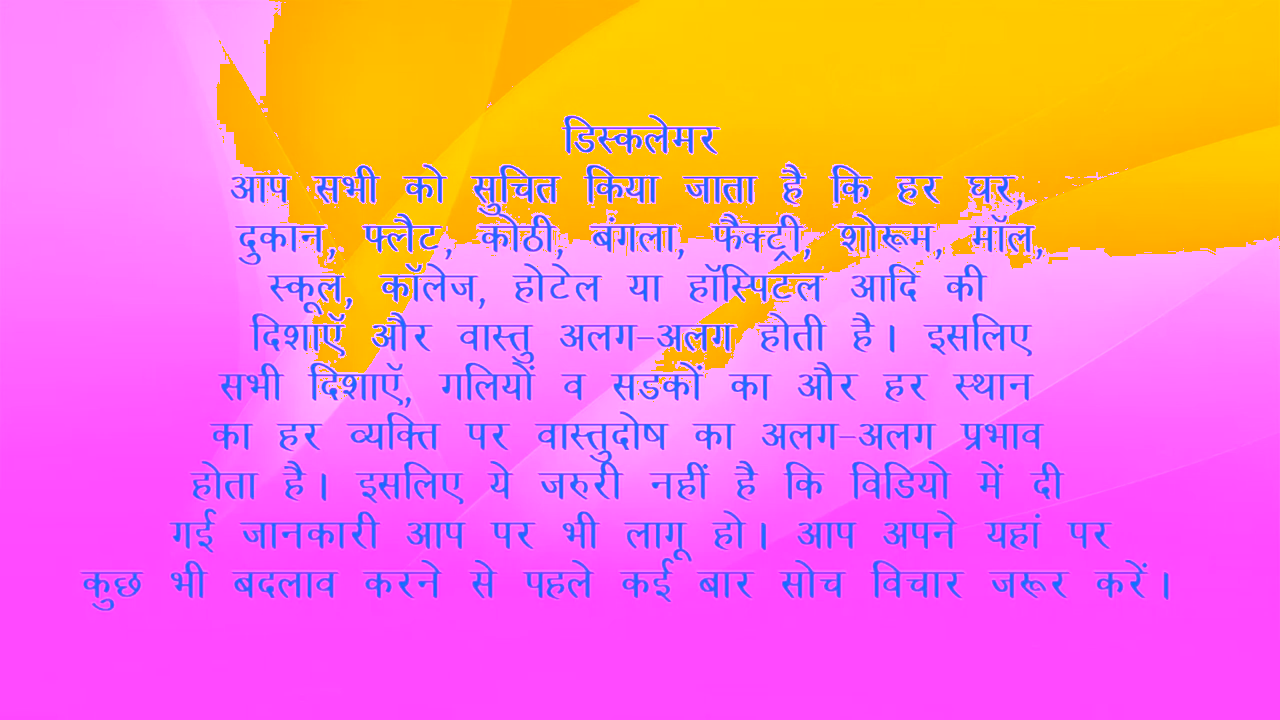 डिस्कलेमर
आप सभी को सुचित किया जाता है कि हर घर,
दुकान, फ्लैट, कोठी, बंगला, फैक्ट्री, शोरूम, मॉल,
स्कूल, कॉलेज, होटेल या हॉस्पिटल आदि की
दिशाऍ और वास्तु अलग-अलग होती है। इसलिए
सभी दिशाऍ, गलियों व सडकों का और हर स्थान
का हर व्यक्ति पर वास्तुदोष का अलग-अलग प्रभाव
होता है। इसलिए ये जरुरी नहीं है कि विडियो में दी
गई जानकारी आप पर भी लागू हो। आप अपने यहां पर
कुछ भी बदलाव करने से पहले कई बार सोच विचार जरूर करें।